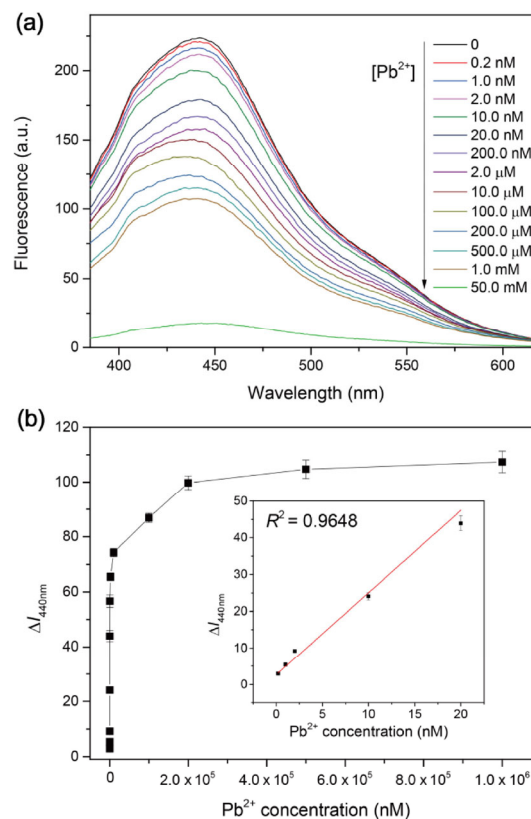 (a)
Fluorescence (a.u.)
200
150
100
50
0
400
450
500
550
600
Wavelength (nm)
[Pb²⁺]
0
0.2 nM
1.0 nM
2.0 nM
10.0 nM
20.0 nM
200.0 nM
2.0 μM
10.0 μM
100.0 μM
200.0 μM
500.0 μM
1.0 mM
50.0 mM
(b)
ΔI440nm
120
100
80
60
40
20
0
0
2.0 x 10⁵
4.0 x 10⁵
6.0 x 10⁵
8.0 x 10⁵
1.0 x 10⁶
Pb²⁺ concentration (nM)
R² = 0.9648
ΔI440nm
50
40
30
20
10
0
0
5
10
15
20
Pb²⁺ concentration (nM)